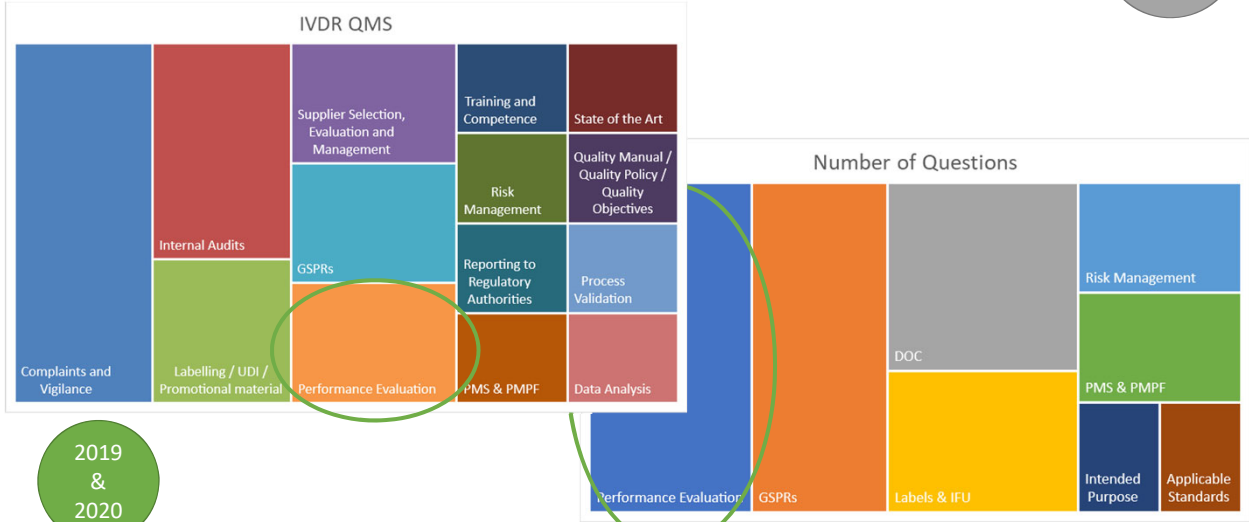 IVDR QMS
Complaints and
Vigilance
Internal Audits
Labelling / UDI /
Promotional material
Supplier Selection,
Evaluation and
Management
GSPRs
Performance Evaluation
Training and
Competence
Risk
Management
Reporting to
Regulatory
Authorities
PMS & PMPF
State of the Art
Quality Manual /
Quality Policy /
Quality
Objectives
Process
Validation
Data Analysis
Number of Questions
Performance Evaluation
GSPRs
DOC
Labels & IFU
Risk Management
PMS & PMPF
Intended
Purpose
Applicable
Standards
2019
&
2020